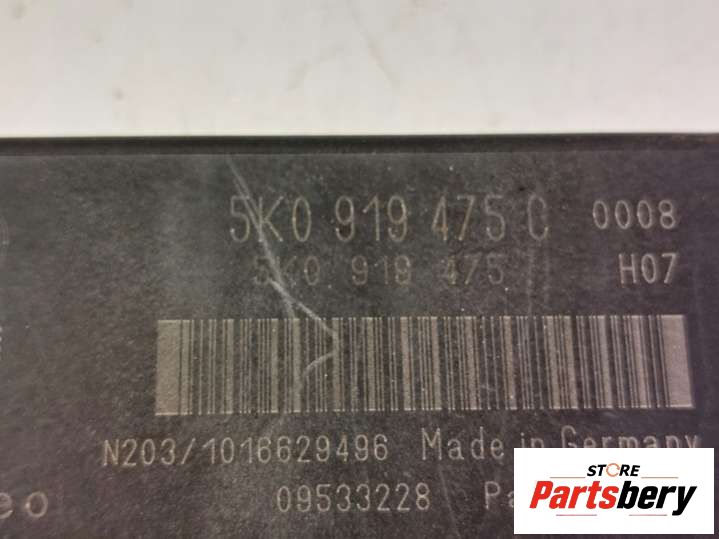 5K0 919 475 C 0008
5K0 919 475 H07
N203/1016629496 Made in Germany
09533228
STORE
Partsbery